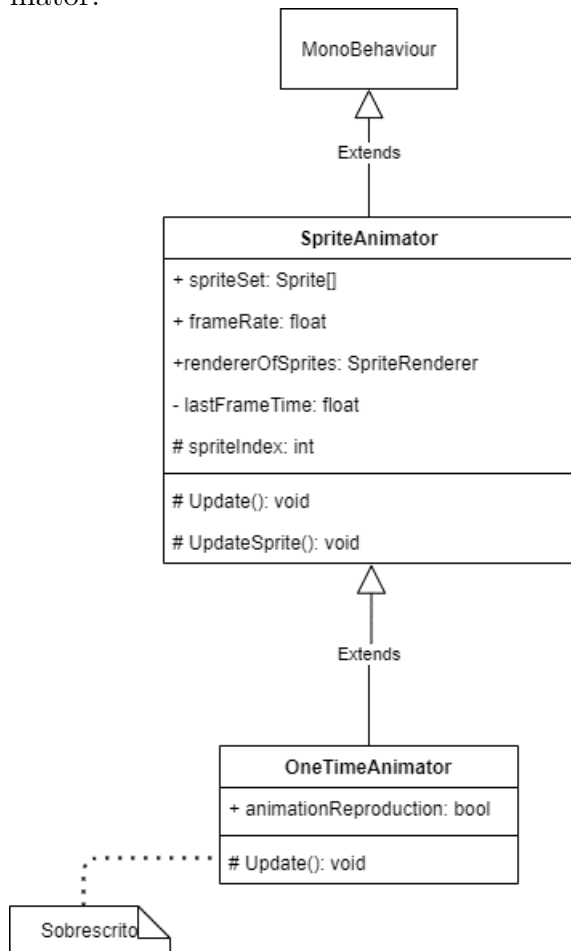 mator.
MonoBehaviour
Extends
SpriteAnimator
+ spriteSet: Sprite[]
+ frameRate: float
+rendererOfSprites: SpriteRenderer
- lastFrameTime: float
# spriteIndex: int
# Update(): void
# UpdateSprite(): void
Extends
OneTimeAnimator
+ animationReproduction: bool
# Update(): void
Sobrescrito